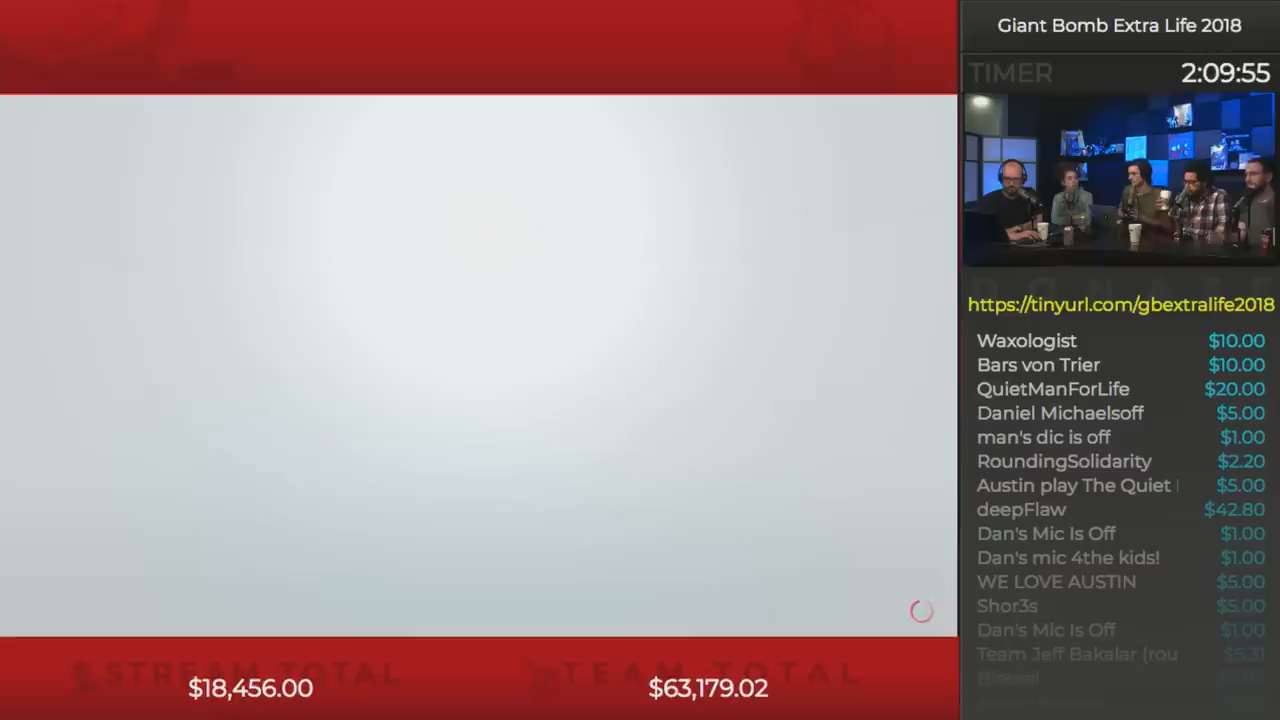 Giant Bomb Extra Life 2018
TIMER
2:09:55
DONATE
https://tinyurl.com/gbextralife2018
Waxologist $10.00
Bars von Trier $10.00
QuietManForLife $20.00
Daniel Michaelsoff $5.00
man's dic is off $1.00
RoundingSolidarity $2.20
Austin play The Quiet $5.00
deepFlaw $42.80
Dan's Mic Is Off $1.00
Dan's mic 4the kids! $1.00
WE LOVE AUSTIN $5.00
Shor3s $5.00
Dan's Mic Is Off $1.00
Team Jeff Bakalar (rou $5.31
STREAM TOTAL
$18,456.00
TEAM TOTAL
$63,179.02